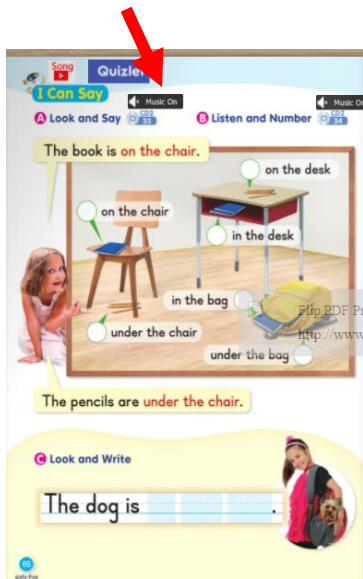 Song
Quizle
I Can Say
Music On
Music On
A Look and Say
CD2
33
B Listen and Number
CD2
34
The book is on the chair.
on the desk
on the chair
in the desk
in the bag
Flip PDF Pr
under the chair
http://www
under the bag
The pencils are under the chair.
C Look and Write
The dog is .
65
sixty-five